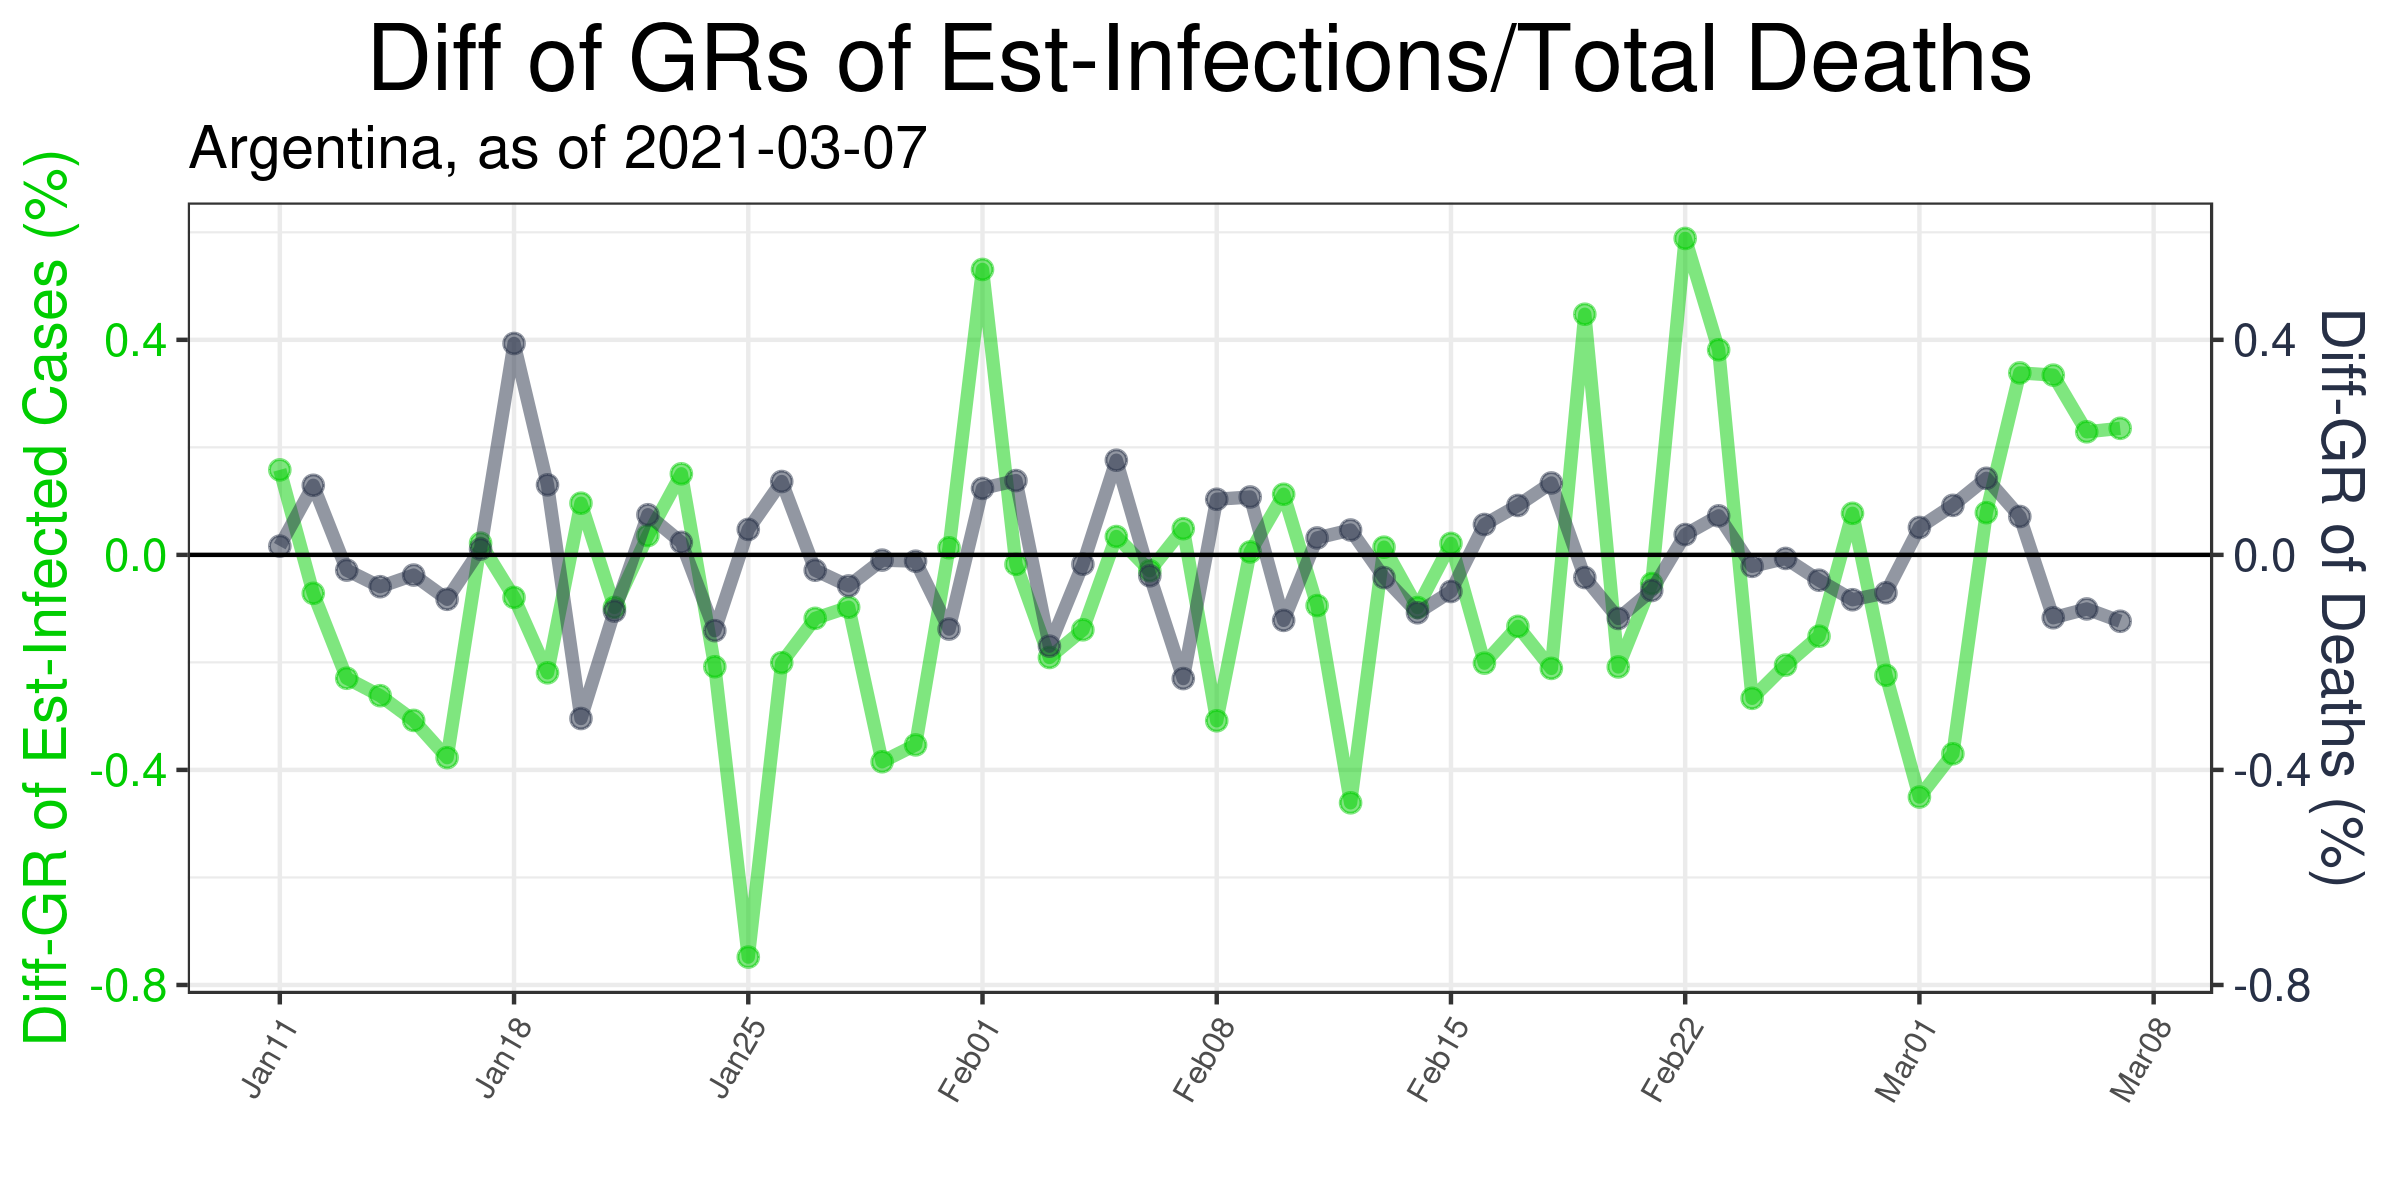 Diff of GRs of Est-Infections/Total Deaths
Argentina, as of 2021-03-07
Diff-GR of Est-Infected Cases (%)
0.4
0.0
-0.4
-0.8
0.4
0.0
-0.4
-0.8
Diff-GR of Deaths (%)
Jan11
Jan18
Jan25
Feb01
Feb08
Feb15
Feb22
Mar01
Mar08